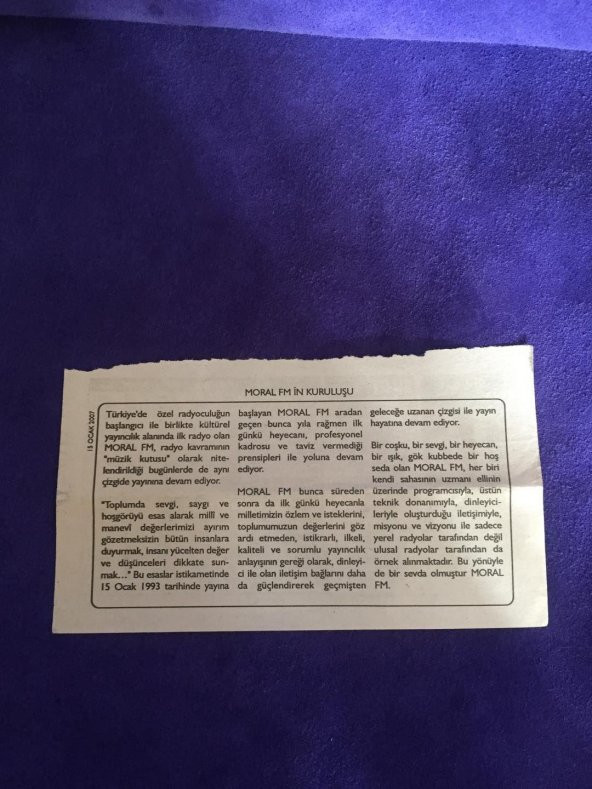 MORAL FM İN KURULUŞU
15 OCAK 2007
Türkiye'de özel radyoculuğun
başlangıcı ile birlikte kültürel
yayıncılık alanında ilk radyo olan
MORAL FM, radyo kavramının
"müzik kutusu" olarak nite-
lendirildiği bugünlerde de aynı
çizgide yayınına devam ediyor.
"Toplumda sevgi, saygı ve
hoşgörüyü esas alarak millî ve
manevî değerlerimizi ayırım
gözetmeksizin bütün insanlara
duyurmak, insanı yücelten değer
ve düşünceleri dikkate sun-
mak..." Bu esaslar istikametinde
15 Ocak 1993 tarihinde yayına
başlayan MORAL FM aradan
geçen bunca yıla rağmen ilk
günkü heyecanı, profesyonel
kadrosu ve taviz vermediği
prensipleri ile yoluna devam
ediyor.
MORAL FM bunca süreden
sonra da ilk günkü heyecanla
milletimizin özlem ve isteklerini,
toplumumuzun değerlerini göz
ardı etmeden, istikrarlı, ilkeli,
kaliteli ve sorumlu yayıncılık
anlayışının gereği olarak, dinleyi-
ci ile olan iletişim bağlarını daha
da güçlendirerek geçmişten
geleceğe uzanan çizgisi ile yayın
hayatına devam ediyor.
Bir coşku, bir sevgi, bir heyecan,
bir ışık, gök kubbede bir hoş
seda olan MORAL FM, her biri
kendi sahasının uzmanı ellinin
üzerinde programcısıyla, üstün
teknik donanımıyla, dinleyici-
leriyle oluşturduğu iletişimiyle,
misyonu ve vizyonu ile sadece
yerel radyolar tarafından değil
ulusal radyolar tarafından da
örnek alınmaktadır. Bu yönüyle
de bir sevda olmuştur MORAL
FM.